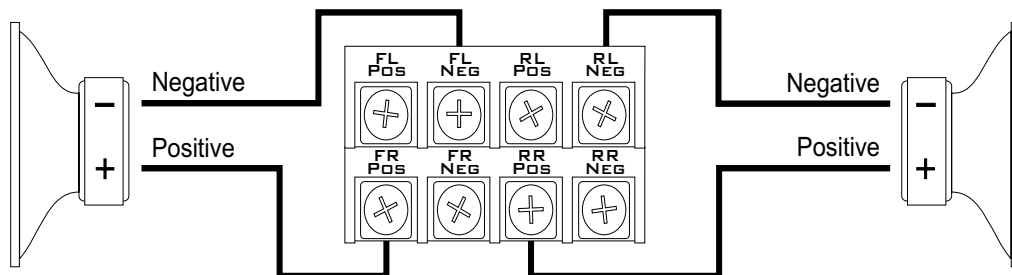 FL POS
FL NEG
RL POS
RL NEG
Negative
Negative
−
−
Positive
Positive
+
+
FR POS
FR NEG
RR POS
RR NEG